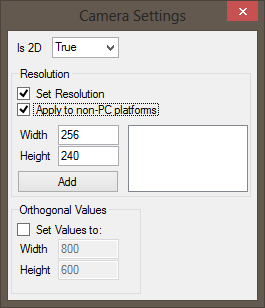 Camera Settings
Is 2D True
Resolution
Set Resolution
Apply to non-PC platforms
Width 256
Height 240
Add
Orthogonal Values
Set Values to:
Width 800
Height 600